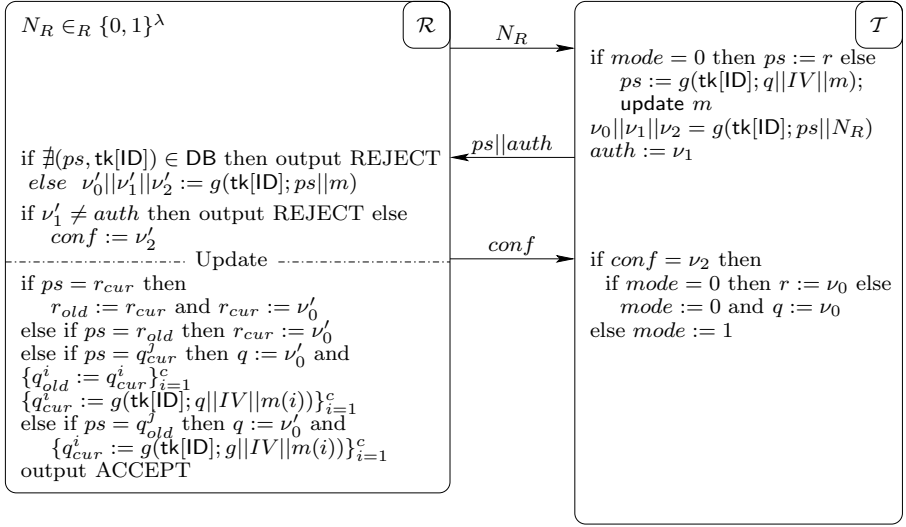 N_R ∈_R {0, 1}^λ
R
if ∄(ps, tk[ID]) ∈ DB then output REJECT
else ν′_0||ν′_1||ν′_2 := g(tk[ID]; ps||m)
if ν′_1 ≠ auth then output REJECT else
conf := ν′_2
Update
if ps = r_cur then
r_old := r_cur and r_cur := ν′_0
else if ps = r_old then r_cur := ν′_0
else if ps = q^j_cur then q := ν′_0 and
{q^i_old := q^i_cur}^c_{i=1}
{q^i_cur := g(tk[ID]; q||IV||m(i))}^c_{i=1}
else if ps = q^j_old then q := ν′_0 and
{q^i_cur := g(tk[ID]; g||IV||m(i))}^c_{i=1}
output ACCEPT
N_R
ps||auth
conf
T
if mode = 0 then ps := r else
ps := g(tk[ID]; q||IV||m);
update m
ν_0||ν_1||ν_2 = g(tk[ID]; ps||N_R)
auth := ν_1
if conf = ν_2 then
if mode = 0 then r := ν_0 else
mode := 0 and q := ν_0
else mode := 1